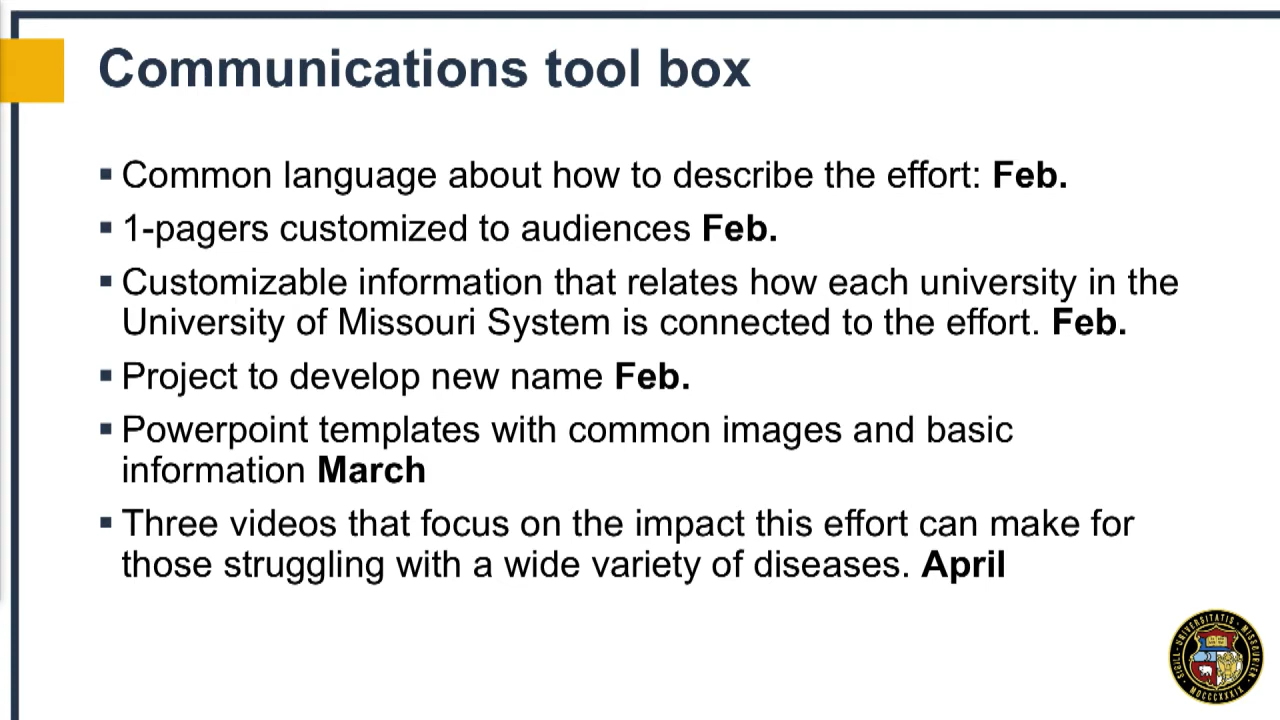 Communications tool box
▪ Common language about how to describe the effort: Feb.
▪ 1-pagers customized to audiences Feb.
▪ Customizable information that relates how each university in the
University of Missouri System is connected to the effort. Feb.
▪ Project to develop new name Feb.
▪ Powerpoint templates with common images and basic
information March
▪ Three videos that focus on the impact this effort can make for
those struggling with a wide variety of diseases. April